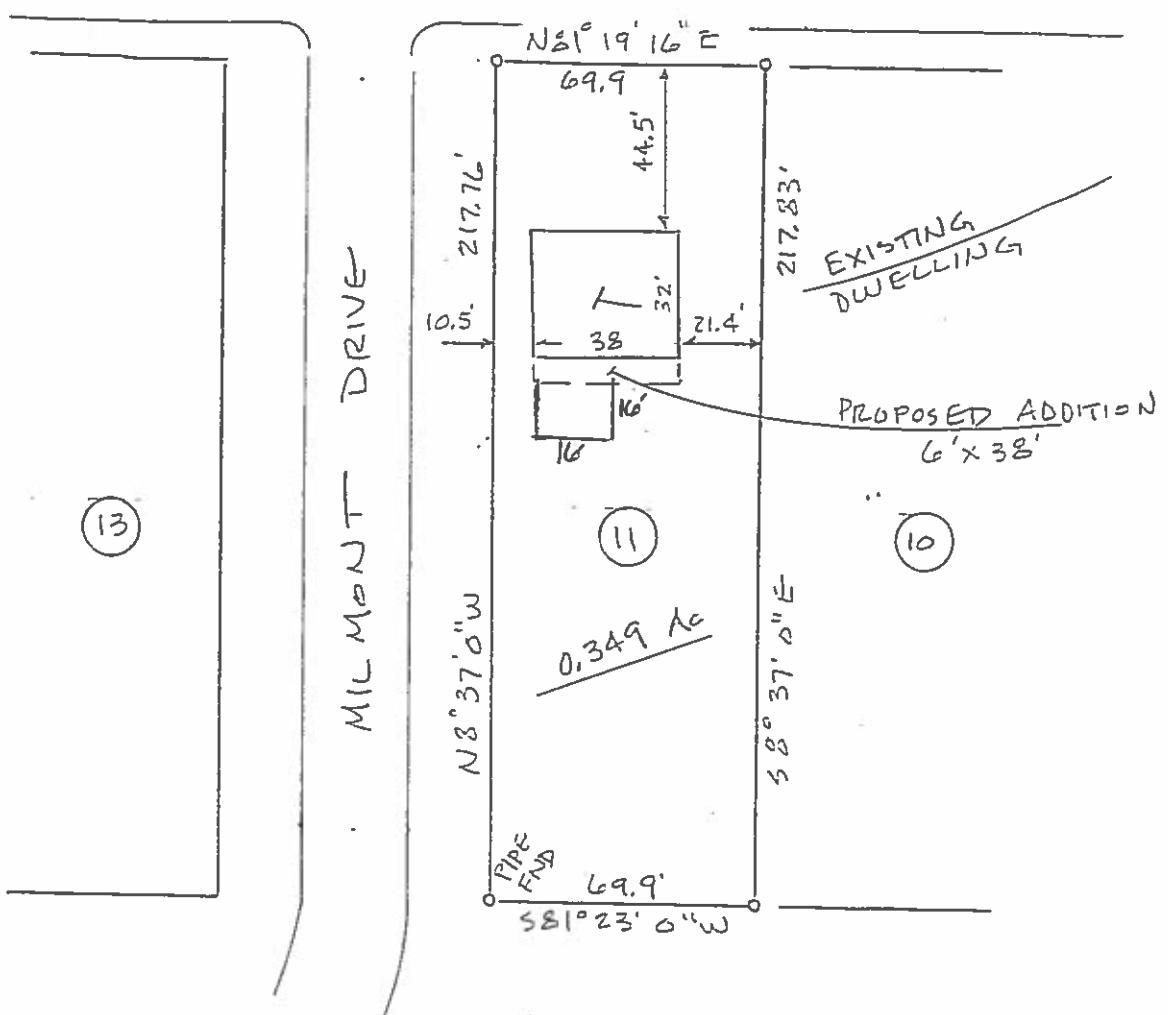 N81° 19' 16" E
69.9
44.5'
217.76'
217.83'
EXISTING
DWELLING
32'
10.5'
38
21.4'
MILMONT DRIVE
16'
16'
PROPOSED ADDITION
6' x 38'
13
11
10
0.349 Ac
N8° 37' 0" W
S8° 37' 0" E
PIPE
FND
69.9'
S81° 23' 0" W